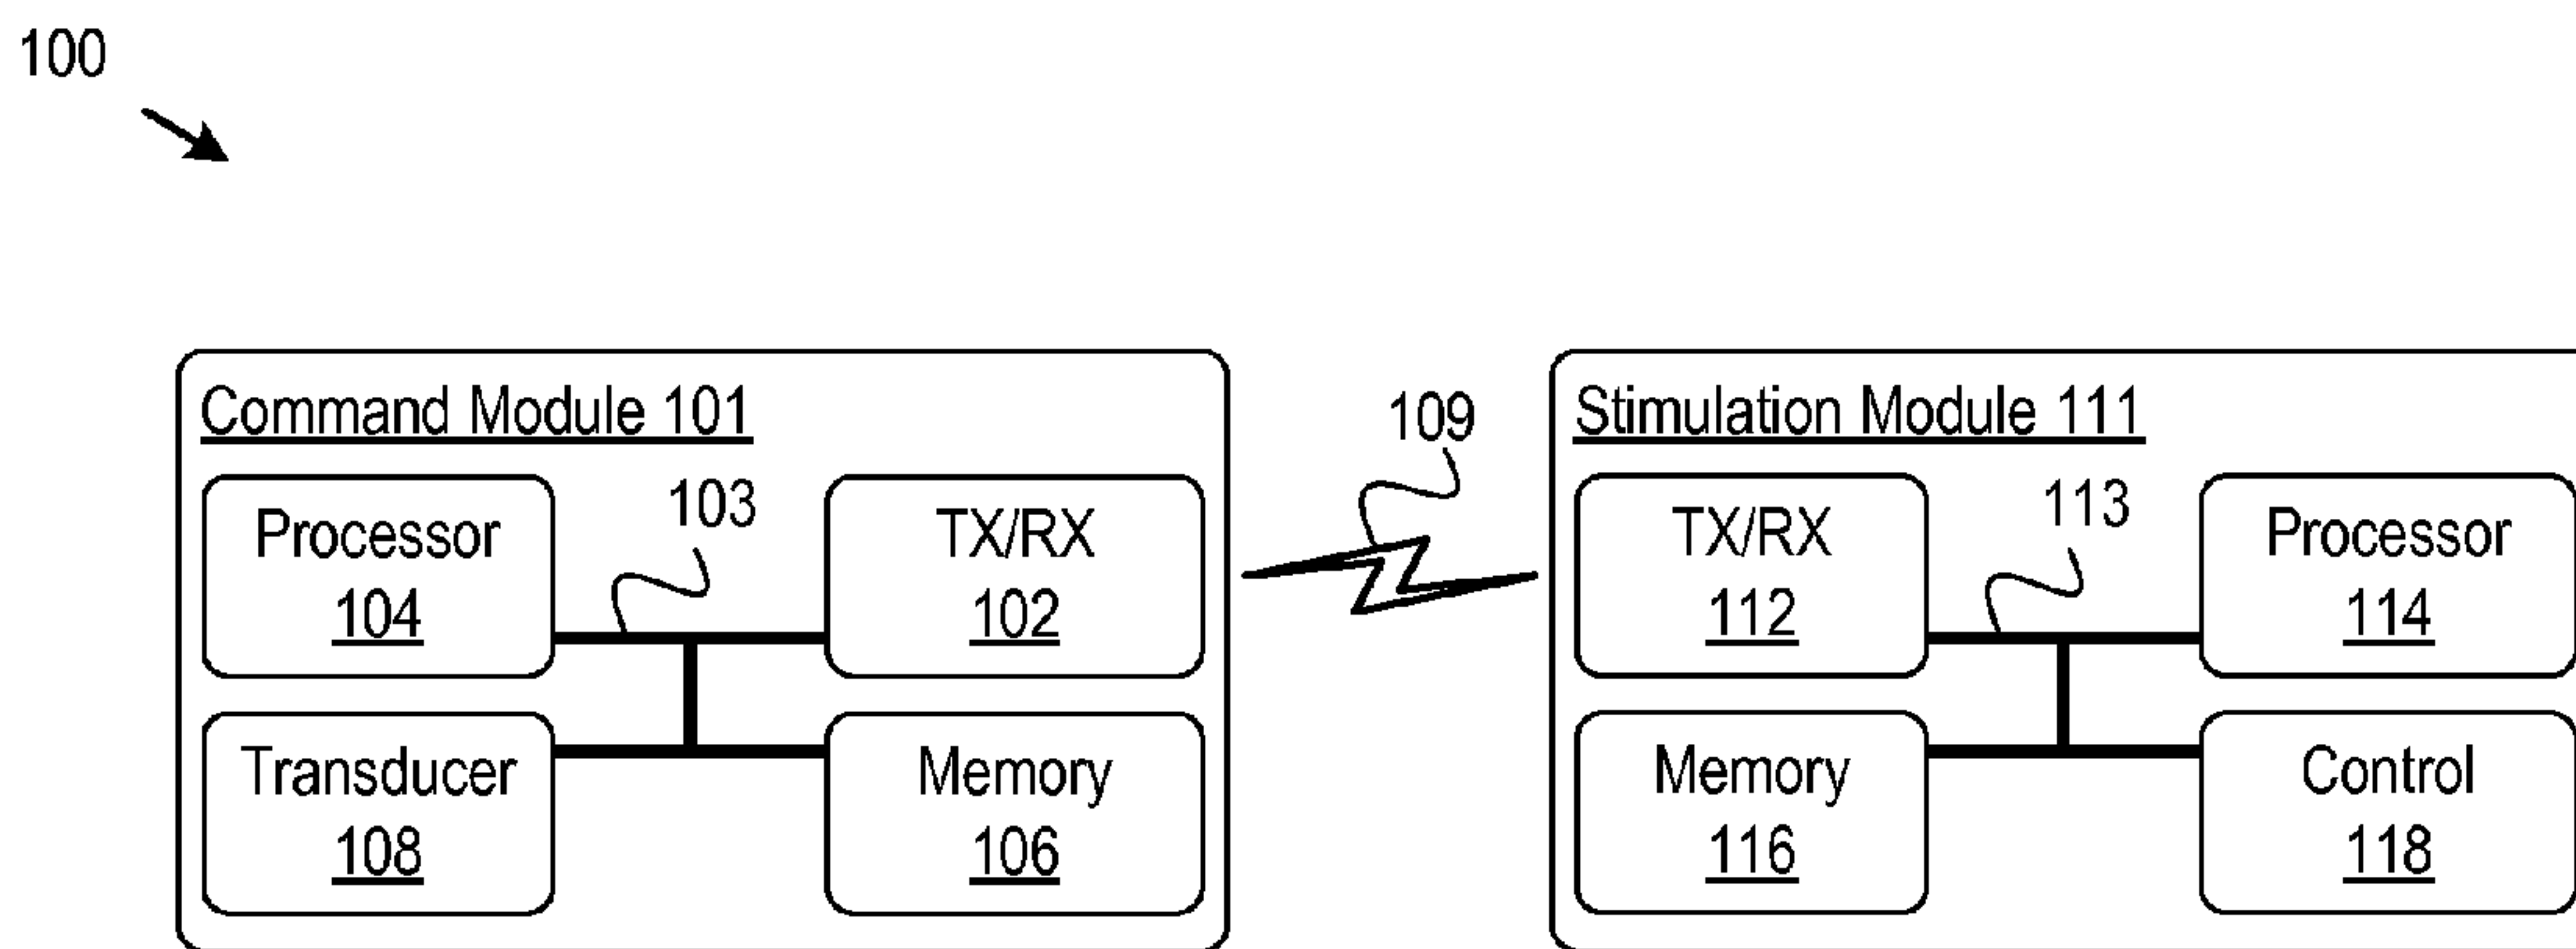 100
Command Module 101
Processor
104
103
TX/RX
102
Transducer
108
Memory
106
109
Stimulation Module 111
TX/RX
112
113
Processor
114
Memory
116
Control
118